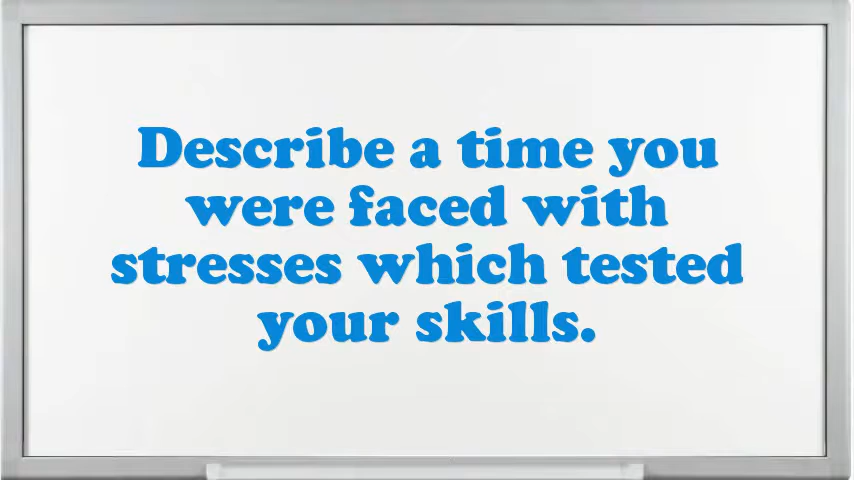 Describe a time you
were faced with
stresses which tested
your skills.